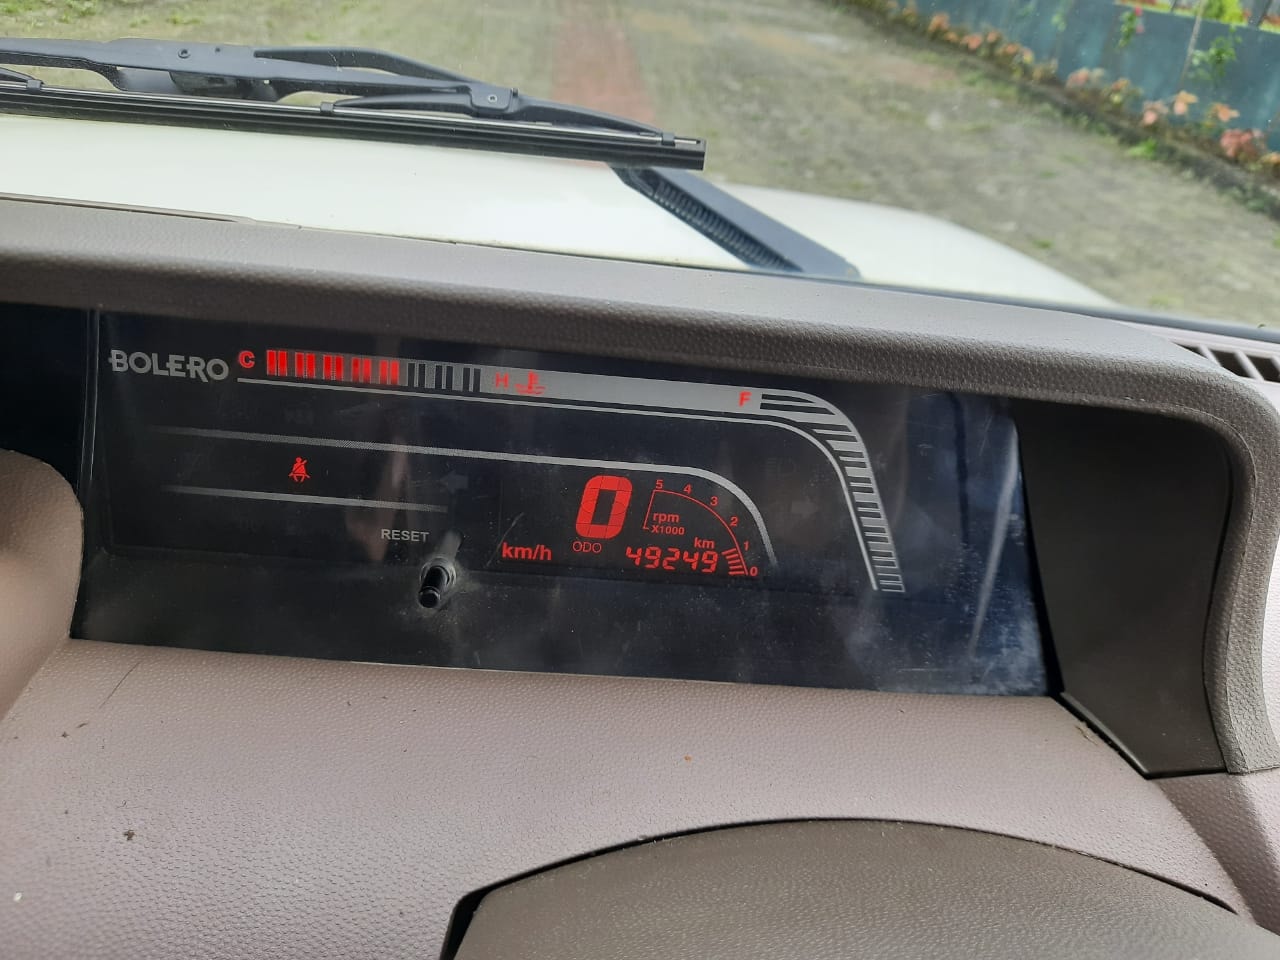 BOLERO C H F
RESET
0 km/h
ODO 49249 km
rpm
X1000
5 4 3 2 1 0